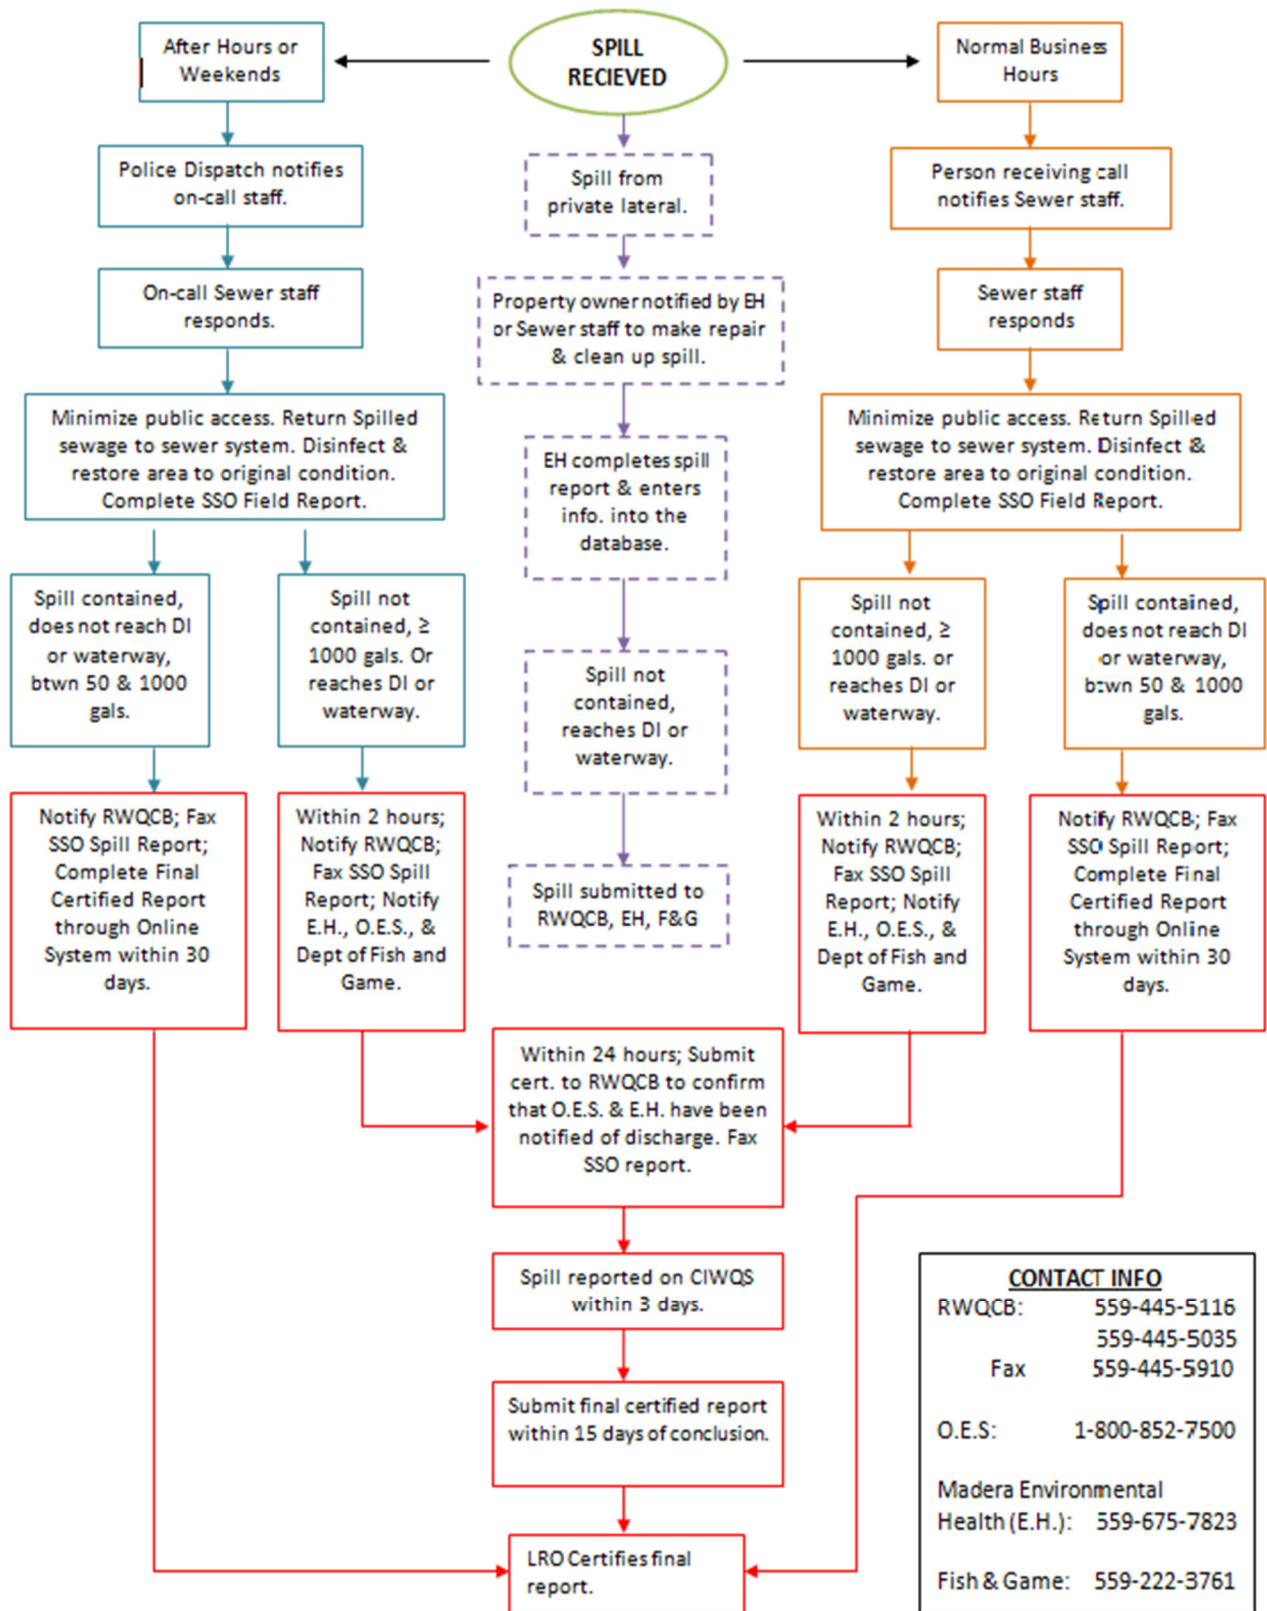 SPILL
RECIEVED
After Hours or
Weekends
Police Dispatch notifies
on-call staff.
On-call Sewer staff
responds.
Minimize public access. Return Spilled
sewage to sewer system. Disinfect &
restore area to original condition.
Complete SSO Field Report.
Spill contained,
does not reach DI
or waterway,
btwn 50 & 1000
gals.
Spill not
contained, ≥
1000 gals. Or
reaches DI or
waterway.
Notify RWQCB; Fax
SSO Spill Report;
Complete Final
Certified Report
through Online
System within 30
days.
Within 2 hours;
Notify RWQCB;
Fax SSO Spill
Report; Notify
E.H., O.E.S., &
Dept of Fish and
Game.
Spill from
private lateral.
Property owner notified by EH
or Sewer staff to make repair
& clean up spill.
EH completes spill
report & enters
info. into the
database.
Spill not
contained,
reaches DI or
waterway.
Spill submitted to
RWQCB, EH, F&G
Normal Business
Hours
Person receiving call
notifies Sewer staff.
Sewer staff
responds
Minimize public access. Return Spilled
sewage to sewer system. Disinfect &
restore area to original condition.
Complete SSO Field Report.
Spill not
contained, ≥
1000 gals. or
reaches DI or
waterway.
Spill contained,
does not reach DI
or waterway,
btwn 50 & 1000
gals.
Within 2 hours;
Notify RWQCB;
Fax SSO Spill
Report; Notify
E.H., O.E.S., &
Dept of Fish and
Game.
Notify RWQCB; Fax
SSO Spill Report;
Complete Final
Certified Report
through Online
System within 30
days.
Within 24 hours; Submit
cert. to RWQCB to confirm
that O.E.S. & E.H. have been
notified of discharge. Fax
SSO report.
Spill reported on CIWQS
within 3 days.
Submit final certified report
within 15 days of conclusion.
LRO Certifies final
report.
CONTACT INFO
RWQCB: 559-445-5116
559-445-5035
Fax 559-445-5910
O.E.S: 1-800-852-7500
Madera Environmental
Health (E.H.): 559-675-7823
Fish & Game: 559-222-3761